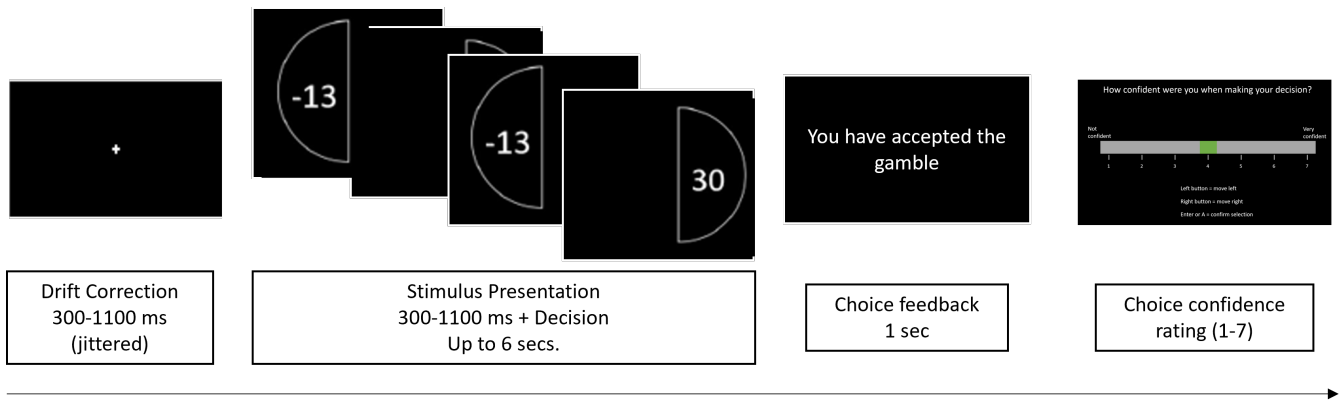 +
-13
-13
30
You have accepted the
gamble
How confident were you when making your decision?
Not
confident
Very
confident
1 2 3 4 5 6 7
Left button = move left
Right button = move right
Enter or A = confirm selection
Drift Correction
300-1100 ms
(jittered)
Stimulus Presentation
300-1100 ms + Decision
Up to 6 secs.
Choice feedback
1 sec
Choice confidence
rating (1-7)